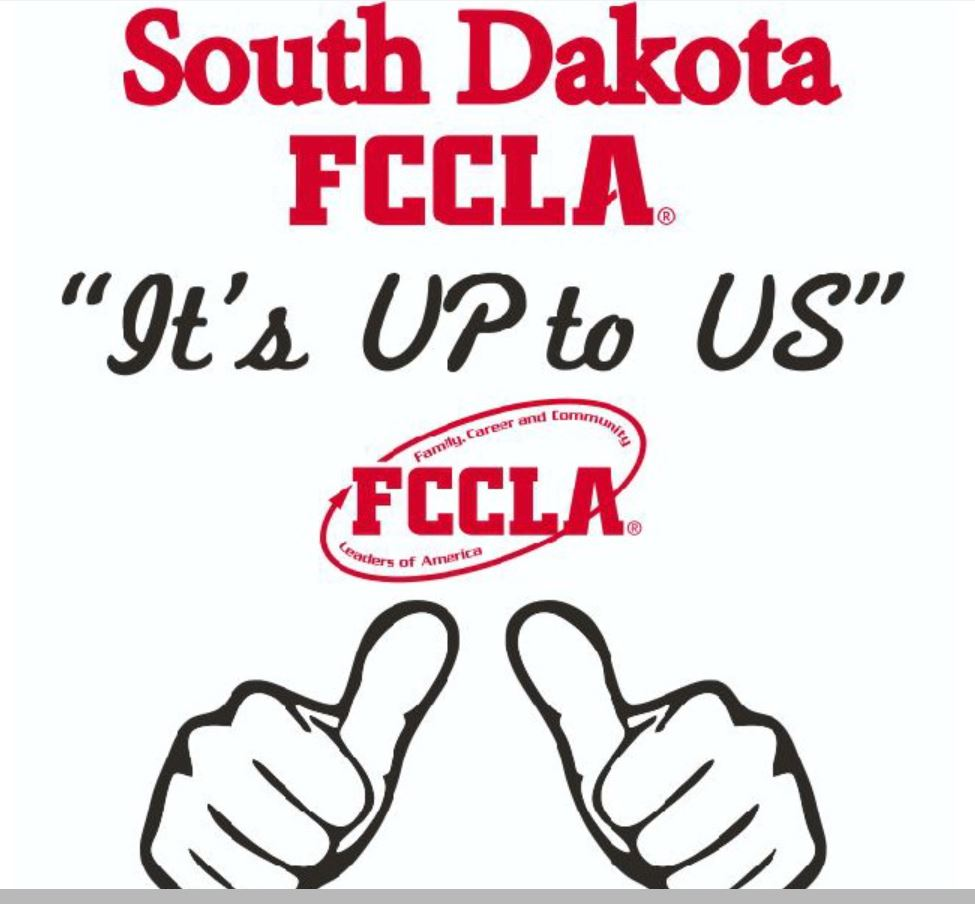 South Dakota
FCCLA®
“It’s UP to US”
Family, Career and Community
FCCLA®
Leaders of America